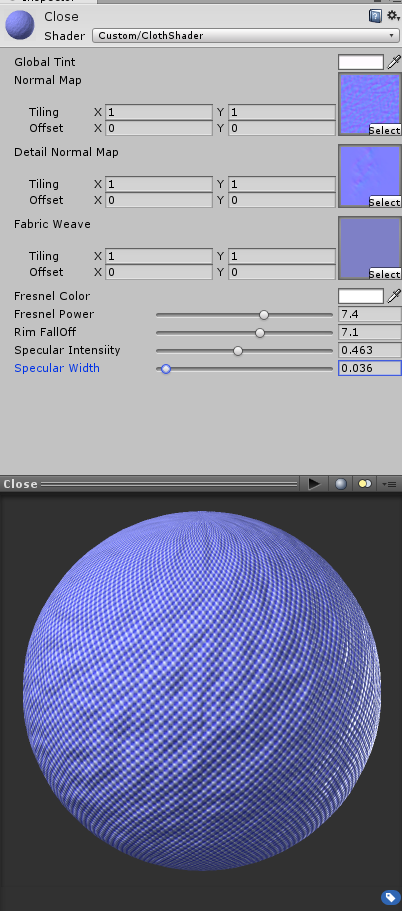 Inspector
Close
Shader Custom/ClothShader
Global Tint
Normal Map
Tiling X 1 Y 1
Offset X 0 Y 0
Select
Detail Normal Map
Tiling X 1 Y 1
Offset X 0 Y 0
Select
Fabric Weave
Tiling X 1 Y 1
Offset X 0 Y 0
Select
Fresnel Color
Fresnel Power 7.4
Rim FallOff 7.1
Specular Intensiity 0.463
Specular Width 0.036
Close